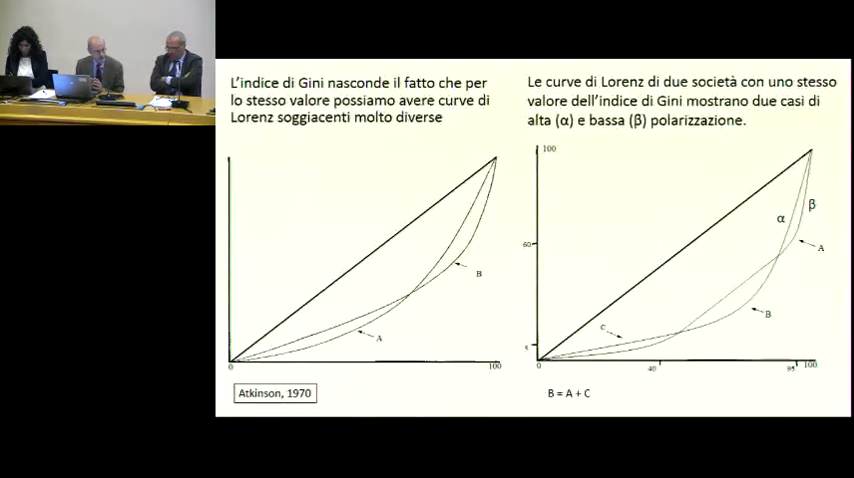 L'indice di Gini nasconde il fatto che per
lo stesso valore possiamo avere curve di
Lorenz soggiacenti molto diverse
Le curve di Lorenz di due società con uno stesso
valore dell'indice di Gini mostrano due casi di
alta (α) e bassa (β) polarizzazione.
B
A
0
100
Atkinson, 1970
100
β
α
60
A
B
C
5
0
40
95
100
B = A + C